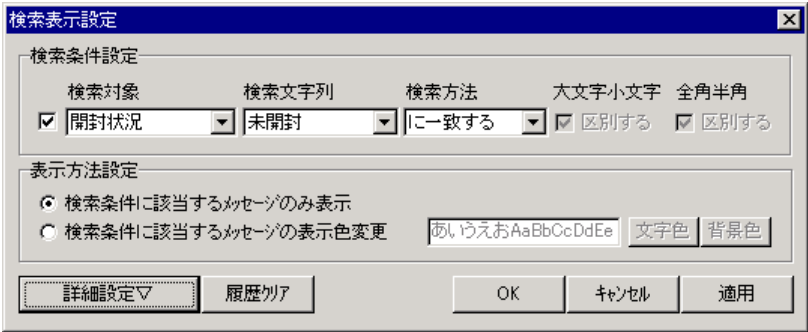 検索表示設定
検索条件設定
検索対象 検索文字列 検索方法 大文字小文字 全角半角
開封状況 未開封 に一致する 区別する 区別する
表示方法設定
検索条件に該当するﾒｯｾｰｼﾞのみ表示
検索条件に該当するﾒｯｾｰｼﾞの表示色変更 あいうえおAaBbCcDdEe 文字色 背景色
詳細設定▽ 履歴ｸﾘｱ OK ｷｬﾝｾﾙ 適用